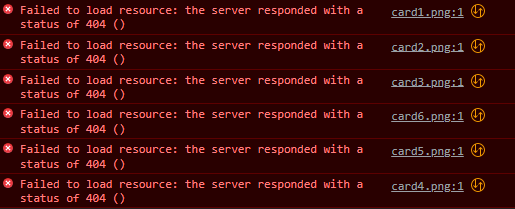 Failed to load resource: the server responded with a card1.png:1
status of 404 ()
Failed to load resource: the server responded with a card2.png:1
status of 404 ()
Failed to load resource: the server responded with a card3.png:1
status of 404 ()
Failed to load resource: the server responded with a card6.png:1
status of 404 ()
Failed to load resource: the server responded with a card5.png:1
status of 404 ()
Failed to load resource: the server responded with a card4.png:1
status of 404 ()